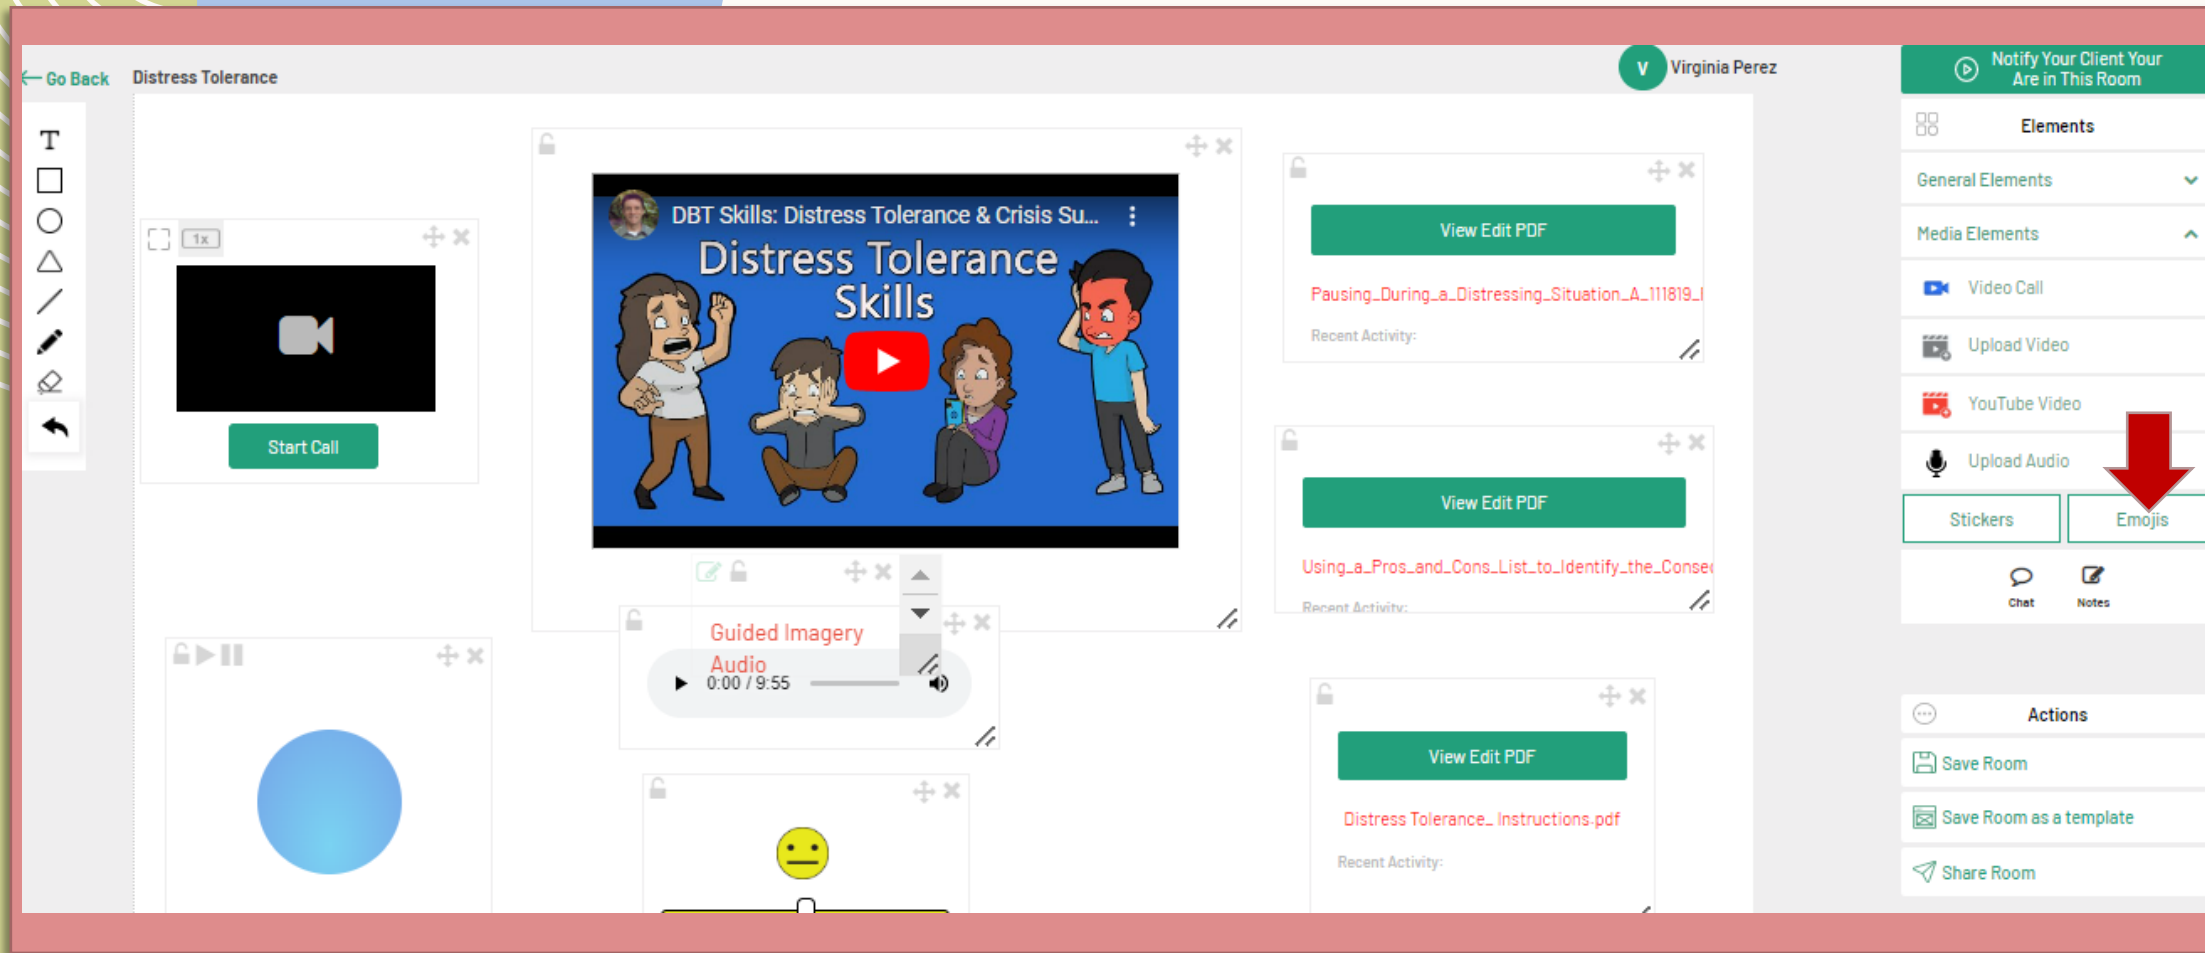 Go Back
Distress Tolerance
V
Virginia Perez
T
1x
Start Call
DBT Skills: Distress Tolerance & Crisis Su...
Distress Tolerance
Skills
Guided Imagery
Audio
0:00 / 9:55
View Edit PDF
Pausing_During_a_Distressing_Situation_A_111819_
Recent Activity:
View Edit PDF
Using_a_Pros_and_Cons_List_to_Identify_the_Conse
Recent Activity:
View Edit PDF
Distress Tolerance_ Instructions.pdf
Recent Activity:
Notify Your Client Your
Are in This Room
Elements
General Elements
Media Elements
Video Call
Upload Video
YouTube Video
Upload Audio
Stickers
Emojis
Chat
Notes
Actions
Save Room
Save Room as a template
Share Room